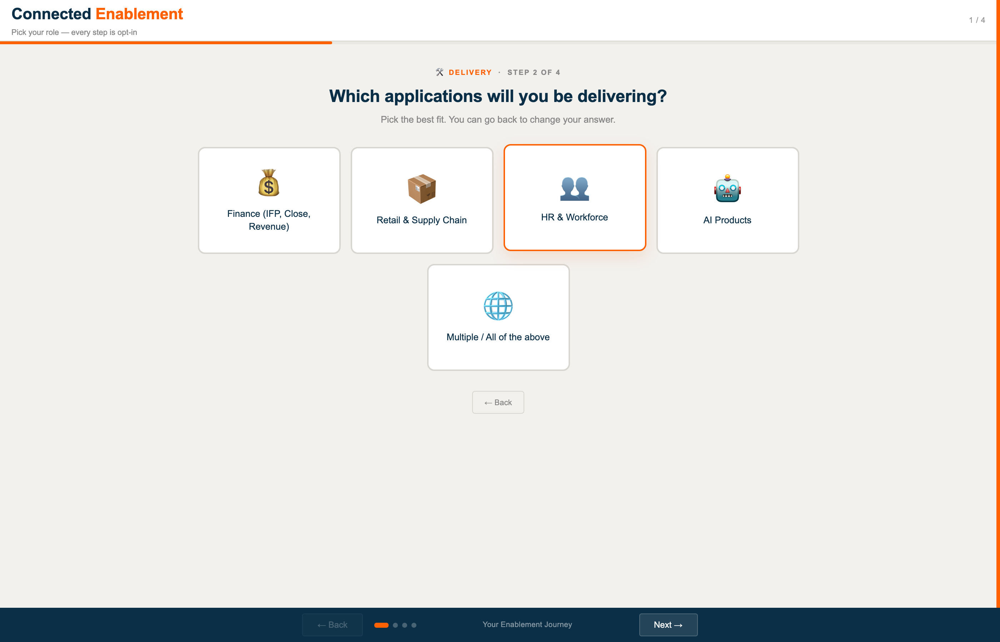 Connected Enablement
Pick your role — every step is opt-in
1 / 4
🛠 DELIVERY · STEP 2 OF 4
Which applications will you be delivering?
Pick the best fit. You can go back to change your answer.
Finance (IFP, Close,
Revenue)
Retail & Supply Chain
HR & Workforce
AI Products
Multiple / All of the above
← Back
← Back
Your Enablement Journey
Next →